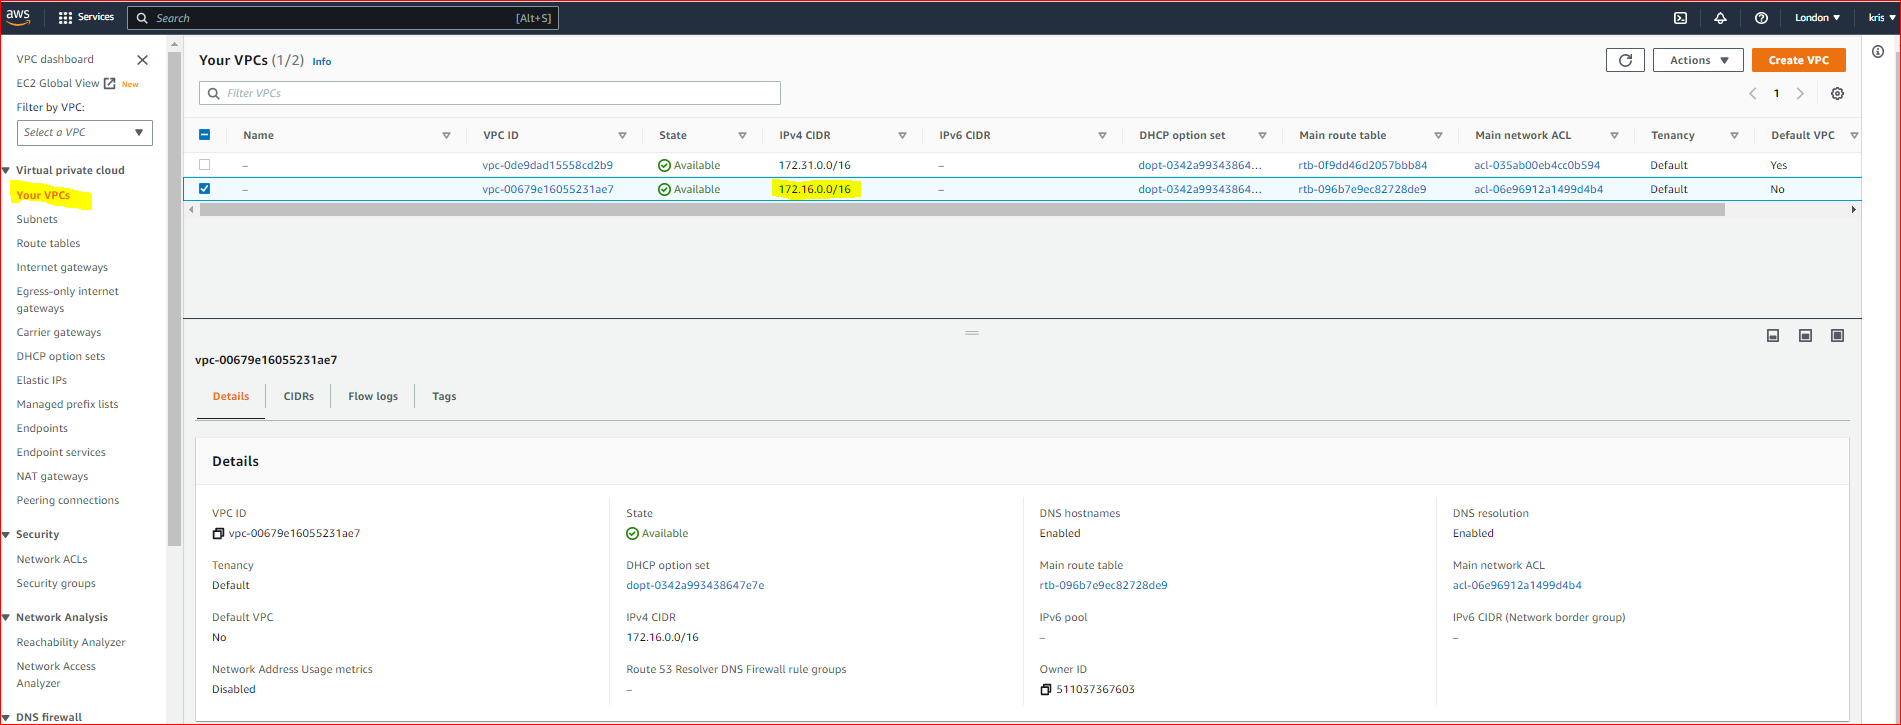 aws
Services
Search [Alt+S]
London
kris
VPC dashboard
EC2 Global View New
Filter by VPC:
Select a VPC
Virtual private cloud
Your VPCs
Subnets
Route tables
Internet gateways
Egress-only internet
gateways
Carrier gateways
DHCP option sets
Elastic IPs
Managed prefix lists
Endpoints
Endpoint services
NAT gateways
Peering connections
Security
Network ACLs
Security groups
Network Analysis
Reachability Analyzer
Network Access
Analyzer
DNS firewall
Your VPCs (1/2) Info
Actions
Create VPC
Filter VPCs
1
Name VPC ID State IPv4 CIDR IPv6 CIDR DHCP option set Main route table Main network ACL Tenancy Default VPC
– vpc-0de9dad15558cd2b9 Available 172.31.0.0/16 – dopt-0342a99343864... rtb-0f9dd46d2057bbb84 acl-035ab00eb4cc0b594 Default Yes
– vpc-00679e16055231ae7 Available 172.16.0.0/16 – dopt-0342a99343864... rtb-096b7e9ec82728de9 acl-06e96912a1499d4b4 Default No
vpc-00679e16055231ae7
Details CIDRs Flow logs Tags
Details
VPC ID
vpc-00679e16055231ae7
State
Available
DNS hostnames
Enabled
DNS resolution
Enabled
Tenancy
Default
DHCP option set
dopt-0342a993438647e7e
Main route table
rtb-096b7e9ec82728de9
Main network ACL
acl-06e96912a1499d4b4
Default VPC
No
IPv4 CIDR
172.16.0.0/16
IPv6 pool
–
IPv6 CIDR (Network border group)
–
Network Address Usage metrics
Disabled
Route 53 Resolver DNS Firewall rule groups
–
Owner ID
511037367603